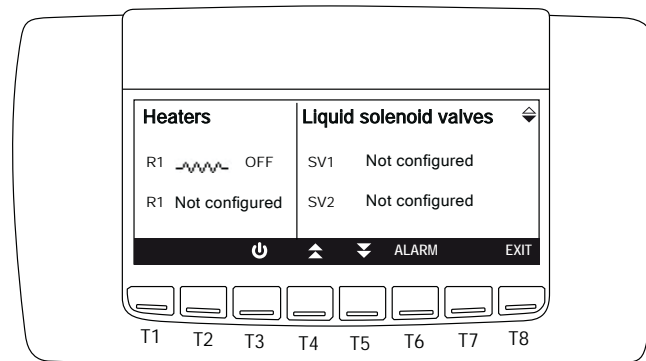 Heaters Liquid solenoid valves
R1 OFF SV1 Not configured
R1 Not configured SV2 Not configured
ALARM EXIT
T1 T2 T3 T4 T5 T6 T7 T8